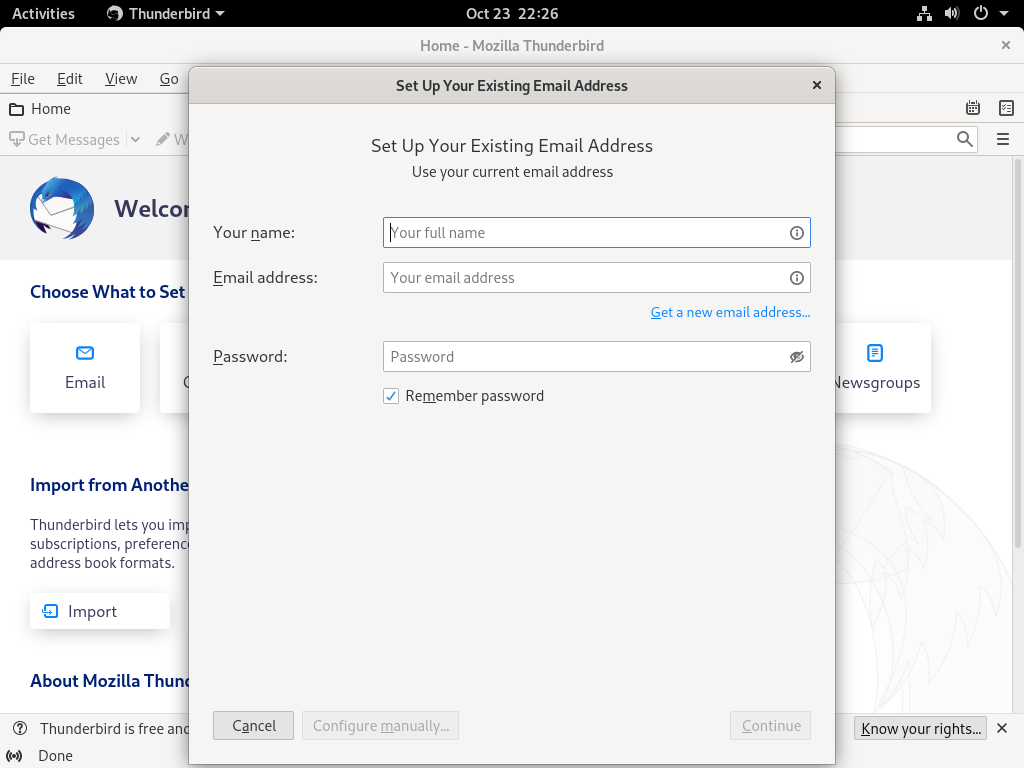 Activities Thunderbird Oct 23 22:26
Home - Mozilla Thunderbird
File Edit View Go
Set Up Your Existing Email Address
Home
Get Messages
Set Up Your Existing Email Address
Use your current email address
Welcon
Your name: Your full name
Email address: Your email address
Get a new email address...
Choose What to Set
Email
Newsgroups
Password: Password
Remember password
Import from Anothe
Thunderbird lets you imp
subscriptions, preference
address book formats.
Import
About Mozilla Thund
Cancel Configure manually... Continue
Thunderbird is free and Know your rights...
Done